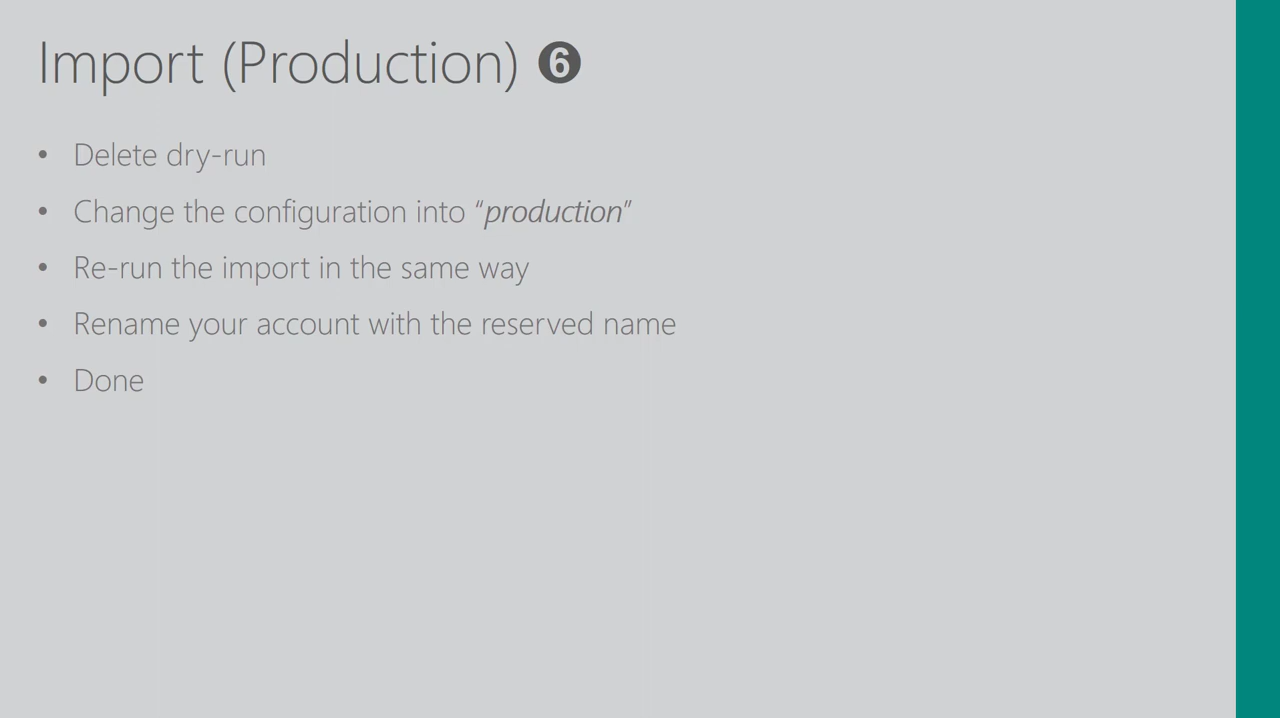 Import (Production) ❻
• Delete dry-run
• Change the configuration into “production”
• Re-run the import in the same way
• Rename your account with the reserved name
• Done